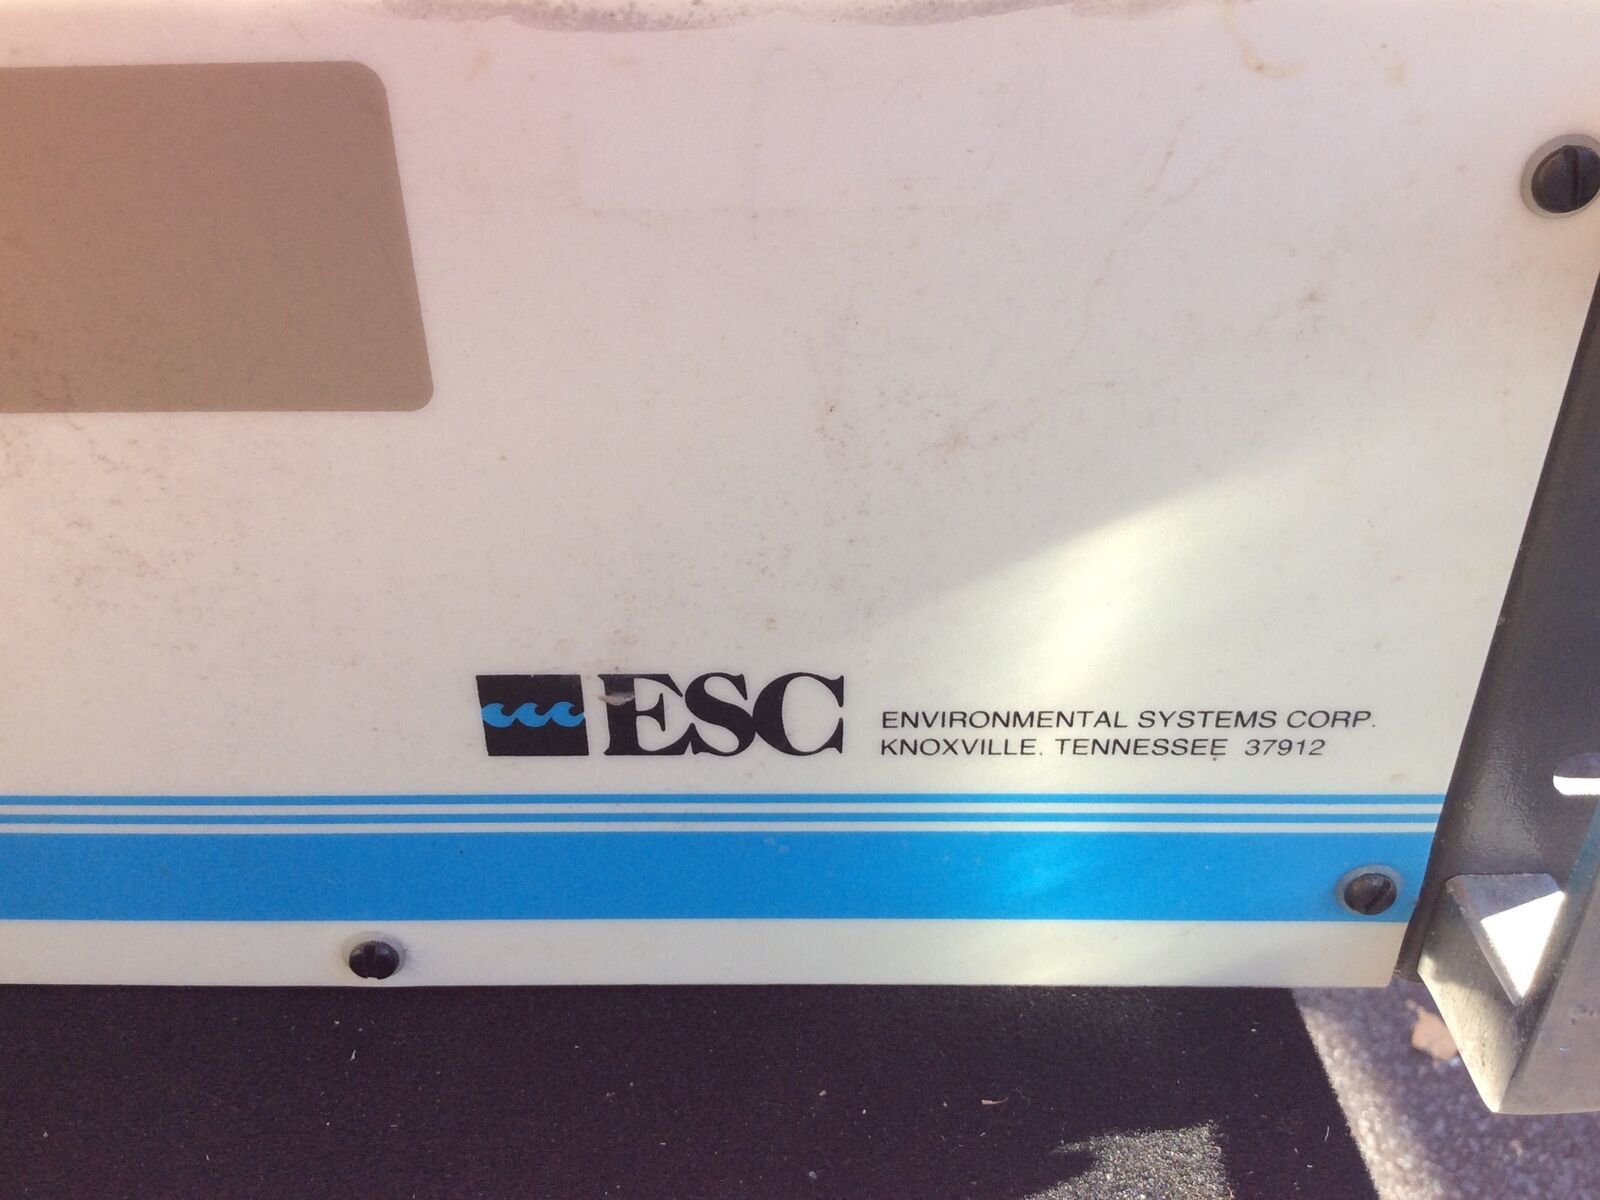 ESC
ENVIRONMENTAL SYSTEMS CORP.
KNOXVILLE, TENNESSEE 37912